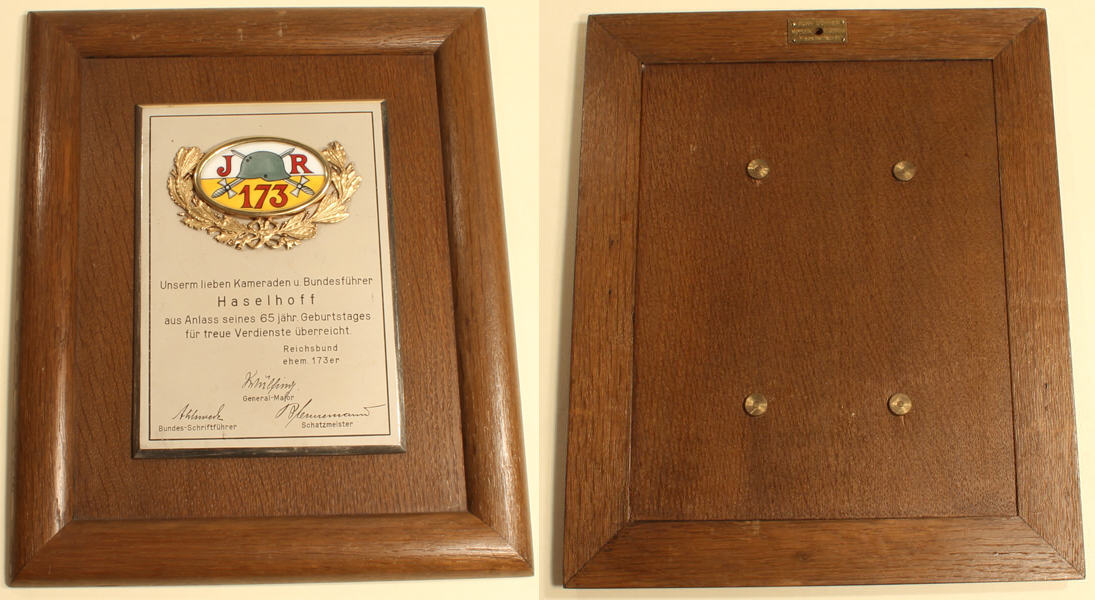 J R
173
Unserm lieben Kameraden u. Bundesführer
Haselhoff
aus Anlass seines 65 jähr. Geburtstages
für treue Verdienste überreicht.
Reichsbund
ehem. 173er
General-Major
Bundes-Schriftführer
Schatzmeister